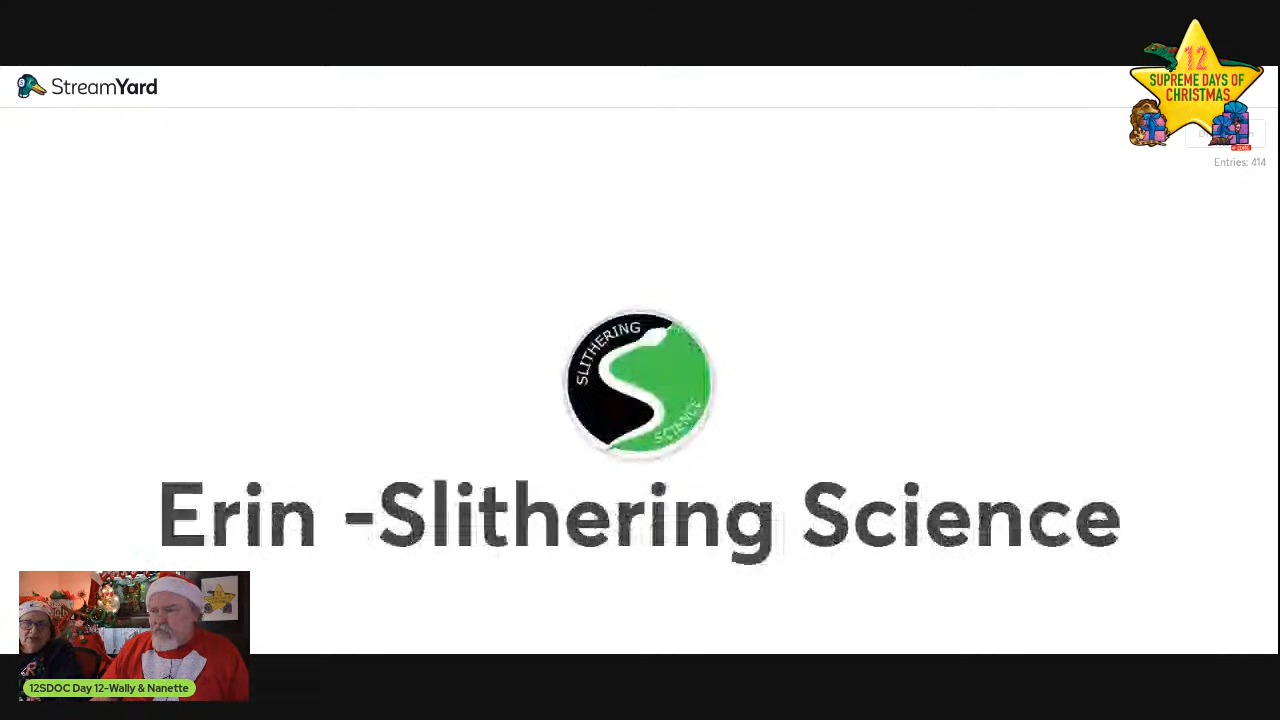 StreamYard
12
SUPREME DAYS OF
CHRISTMAS
Entries: 414
SLITHERING
SCIENCE
Erin -Slithering Science
12SDOC Day 12-Wally & Nanette